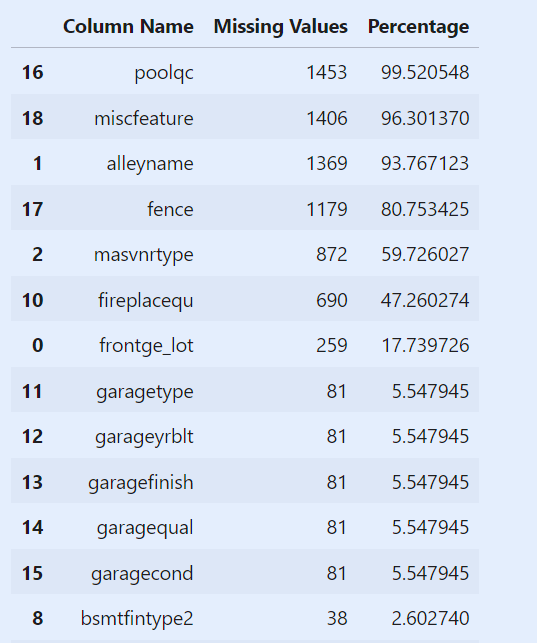 Column Name Missing Values Percentage
16 poolqc 1453 99.520548
18 miscfeature 1406 96.301370
1 alleyname 1369 93.767123
17 fence 1179 80.753425
2 masvnrtype 872 59.726027
10 fireplacequ 690 47.260274
0 frontge_lot 259 17.739726
11 garagetype 81 5.547945
12 garageyrblt 81 5.547945
13 garagefinish 81 5.547945
14 garagequal 81 5.547945
15 garagecond 81 5.547945
8 bsmtfintype2 38 2.602740